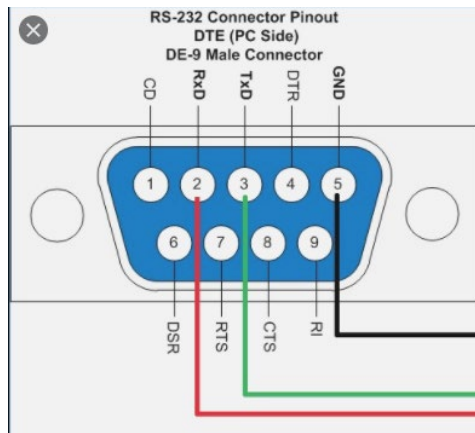 RS-232 Connector Pinout
DTE (PC Side)
DE-9 Male Connector
CD RxD TxD DTR GND
1 2 3 4 5
6 7 8 9
DSR RTS CTS RI